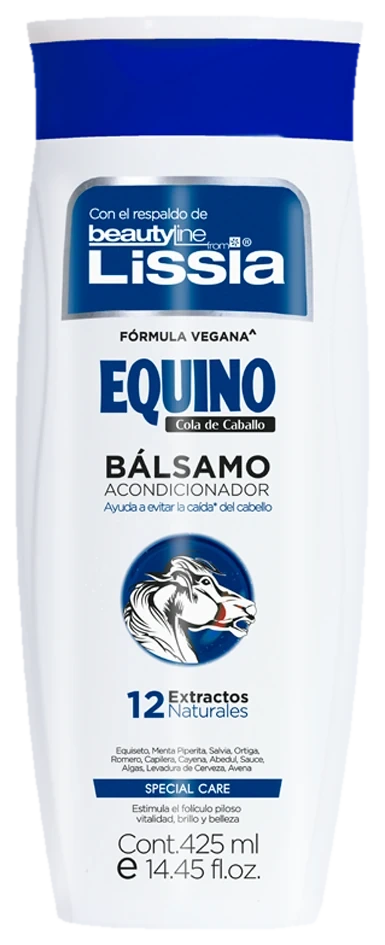 Con el respaldo de
beautyline
from ®
Lissia
FÓRMULA VEGANA^
EQUINO
Cola de Caballo
BÁLSAMO
ACONDICIONADOR
Ayuda a evitar la caída* del cabello
12 Extractos
Naturales
Equiseto, Menta Piperita, Salvia, Ortiga,
Romero, Capilera, Cayena, Abedul, Sauce,
Algas, Levadura de Cerveza, Avena
SPECIAL CARE
Estimula el folículo piloso
vitalidad, brillo y belleza
Cont.425 ml
e 14.45 fl.oz.